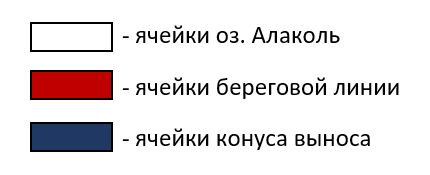 - ячейки оз. Алаколь
- ячейки береговой линии
- ячейки конуса выноса